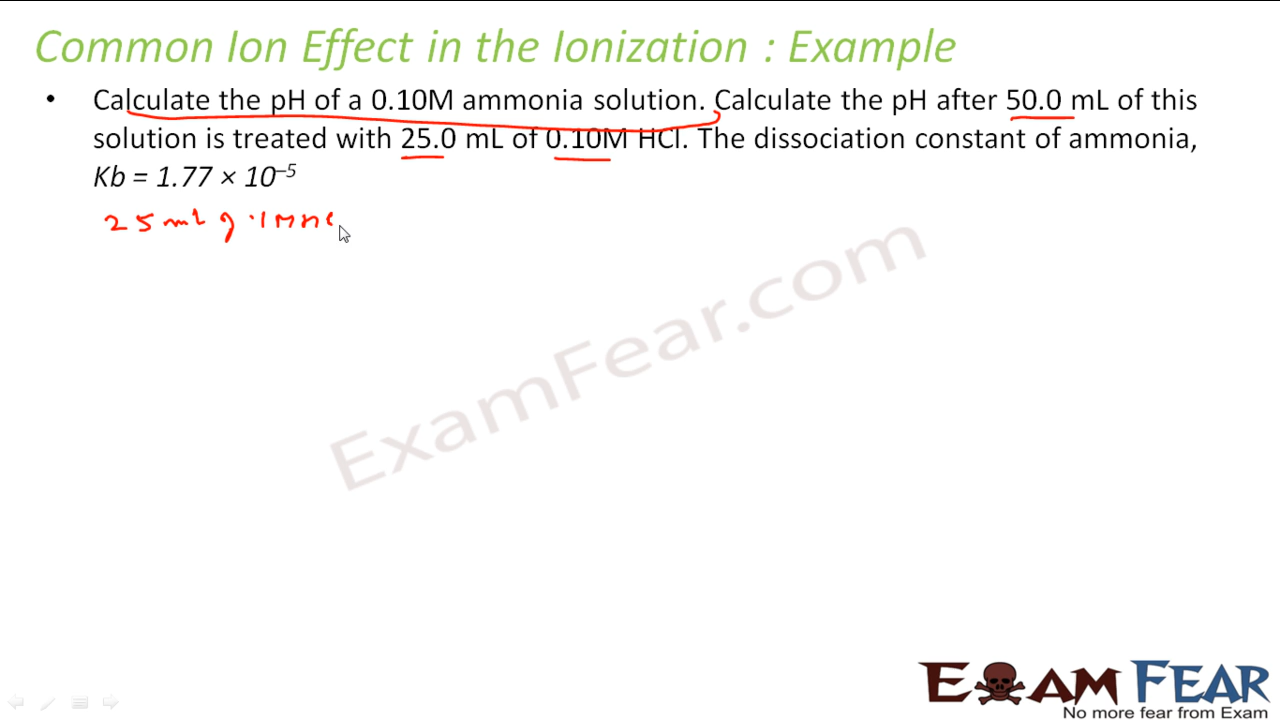 Common Ion Effect in the Ionization : Example
• Calculate the pH of a 0.10M ammonia solution. Calculate the pH after 50.0 mL of this
solution is treated with 25.0 mL of 0.10M HCl. The dissociation constant of ammonia,
Kb = 1.77 × 10⁻⁵
25 ml of .1 M HC
ExamFear.com
EXAM FEAR
No more fear from Exam